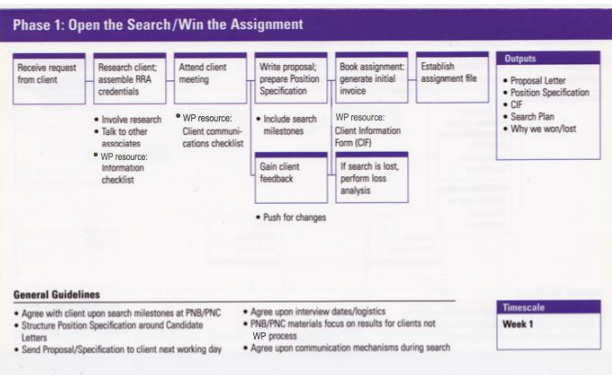 Phase 1: Open the Search/Win the Assignment
Receive request
from client
Research client;
assemble RRA
credentials
• Involve research
• Talk to other
associates
• WP resource:
Information
checklist
Attend client
meeting
• WP resource:
Client communi-
cations checklist
Write proposal;
prepare Position
Specification
• Include search
milestones
Gain client
feedback
• Push for changes
Book assignment:
generate initial
invoice
WP resource:
Client Information
Form (CIF)
If search is lost,
perform loss
analysis
Establish
assignment file
Outputs
• Proposal Letter
• Position Specification
• CIF
• Search Plan
• Why we won/lost
General Guidelines
• Agree with client upon search milestones at PNB/PNC
• Structure Position Specification around Candidate
Letters
• Send Proposal/Specification to client next working day
• Agree upon interview dates/logistics
• PNB/PNC materials focus on results for clients not
WP process
• Agree upon communication mechanisms during search
Timescale
Week 1